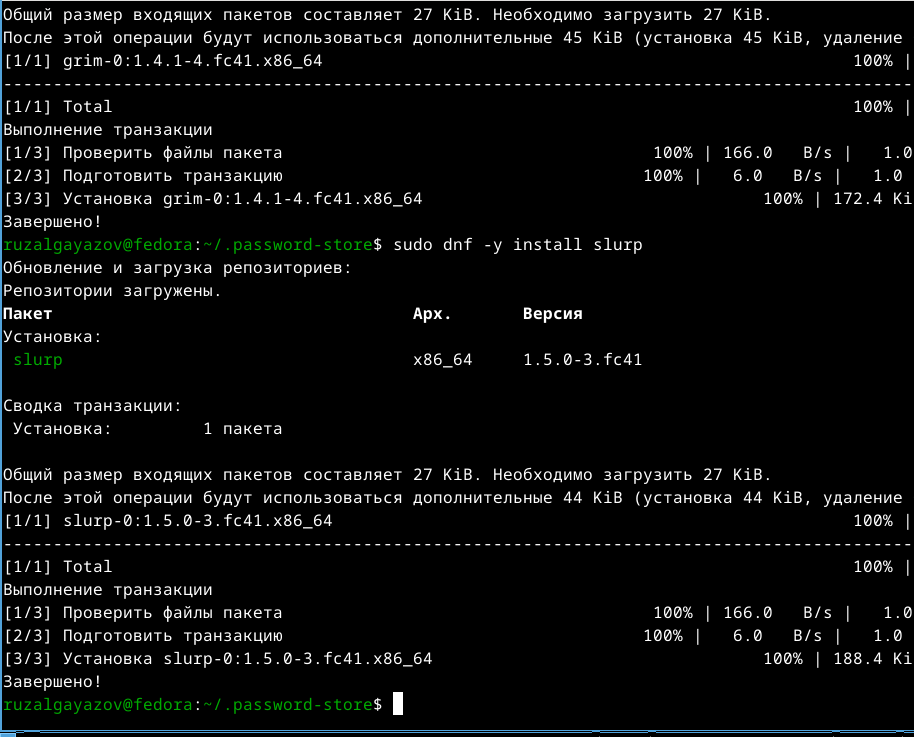 Общий размер входящих пакетов составляет 27 KiB. Необходимо загрузить 27 KiB.
После этой операции будут использоваться дополнительные 45 KiB (установка 45 KiB, удаление
[1/1] grim-0:1.4.1-4.fc41.x86_64 100% |
--------------------------------------------------------------------------------------------
[1/1] Total 100% |
Выполнение транзакции
[1/3] Проверить файлы пакета 100% | 166.0 B/s | 1.0
[2/3] Подготовить транзакцию 100% | 6.0 B/s | 1.0
[3/3] Установка grim-0:1.4.1-4.fc41.x86_64 100% | 172.4 Ki
Завершено!
ruzalgayazov@fedora:~/.password-store$ sudo dnf -y install slurp
Обновление и загрузка репозиториев:
Репозитории загружены.
Пакет Арх. Версия
Установка:
slurp x86_64 1.5.0-3.fc41
Сводка транзакции:
Установка: 1 пакета
Общий размер входящих пакетов составляет 27 KiB. Необходимо загрузить 27 KiB.
После этой операции будут использоваться дополнительные 44 KiB (установка 44 KiB, удаление
[1/1] slurp-0:1.5.0-3.fc41.x86_64 100% |
--------------------------------------------------------------------------------------------
[1/1] Total 100% |
Выполнение транзакции
[1/3] Проверить файлы пакета 100% | 166.0 B/s | 1.0
[2/3] Подготовить транзакцию 100% | 6.0 B/s | 1.0
[3/3] Установка slurp-0:1.5.0-3.fc41.x86_64 100% | 188.4 Ki
Завершено!
ruzalgayazov@fedora:~/.password-store$